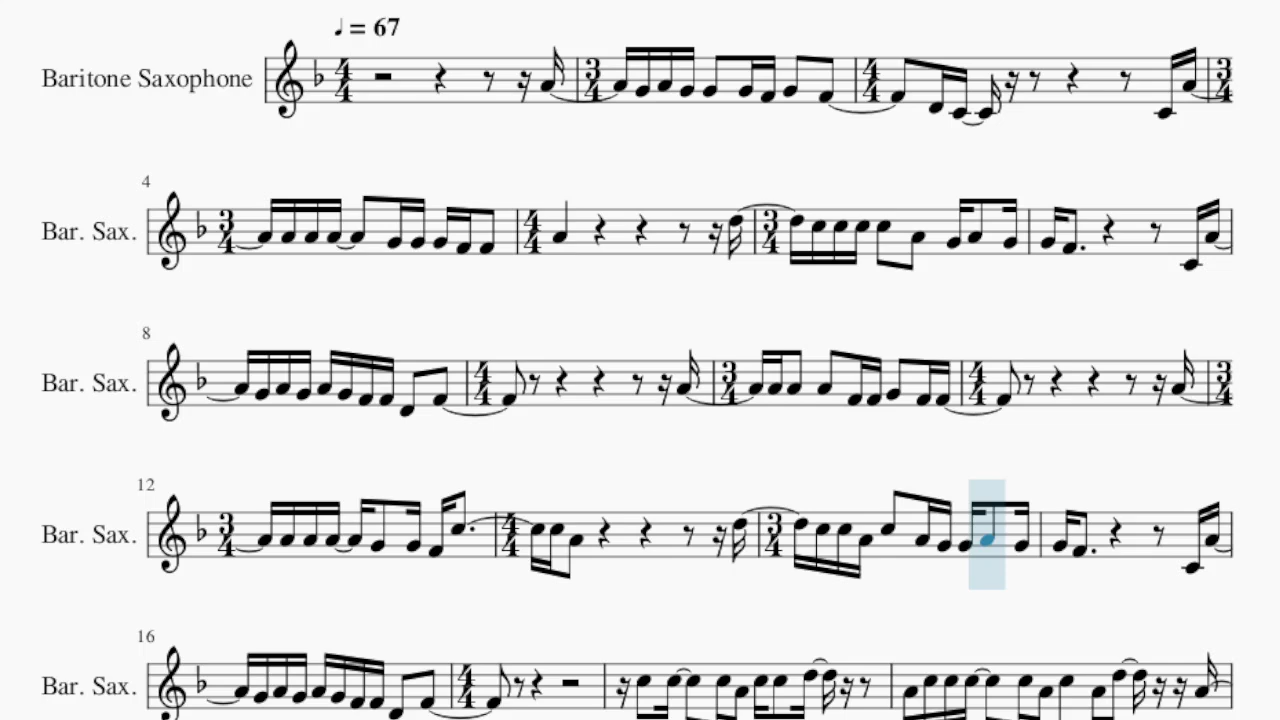 ♩ = 67
Baritone Saxophone
4
Bar. Sax.
8
Bar. Sax.
12
Bar. Sax.
16
Bar. Sax.